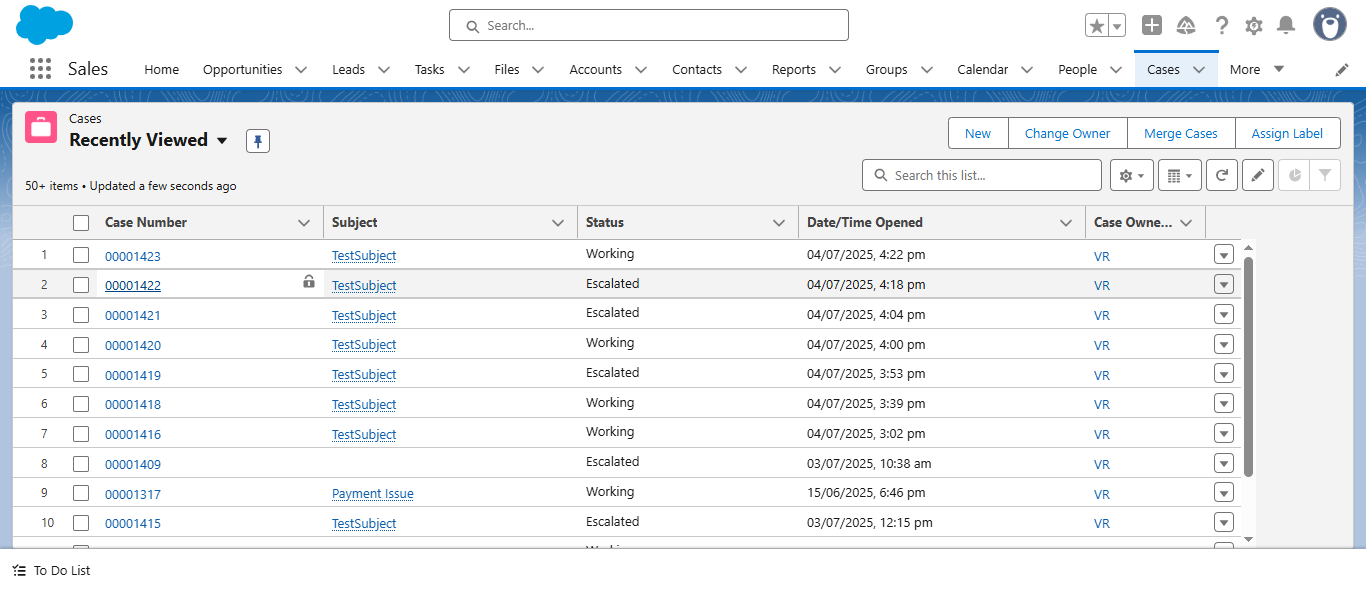 Search...
Sales Home Opportunities Leads Tasks Files Accounts Contacts Reports Groups Calendar People Cases More
Cases
Recently Viewed
New Change Owner Merge Cases Assign Label
Search this list...
50+ items • Updated a few seconds ago
Case Number Subject Status Date/Time Opened Case Owne...
1 00001423 TestSubject Working 04/07/2025, 4:22 pm VR
2 00001422 TestSubject Escalated 04/07/2025, 4:18 pm VR
3 00001421 TestSubject Escalated 04/07/2025, 4:04 pm VR
4 00001420 TestSubject Working 04/07/2025, 4:00 pm VR
5 00001419 TestSubject Escalated 04/07/2025, 3:53 pm VR
6 00001418 TestSubject Working 04/07/2025, 3:39 pm VR
7 00001416 TestSubject Working 04/07/2025, 3:02 pm VR
8 00001409 Escalated 03/07/2025, 10:38 am VR
9 00001317 Payment Issue Working 15/06/2025, 6:46 pm VR
10 00001415 TestSubject Escalated 03/07/2025, 12:15 pm VR
To Do List